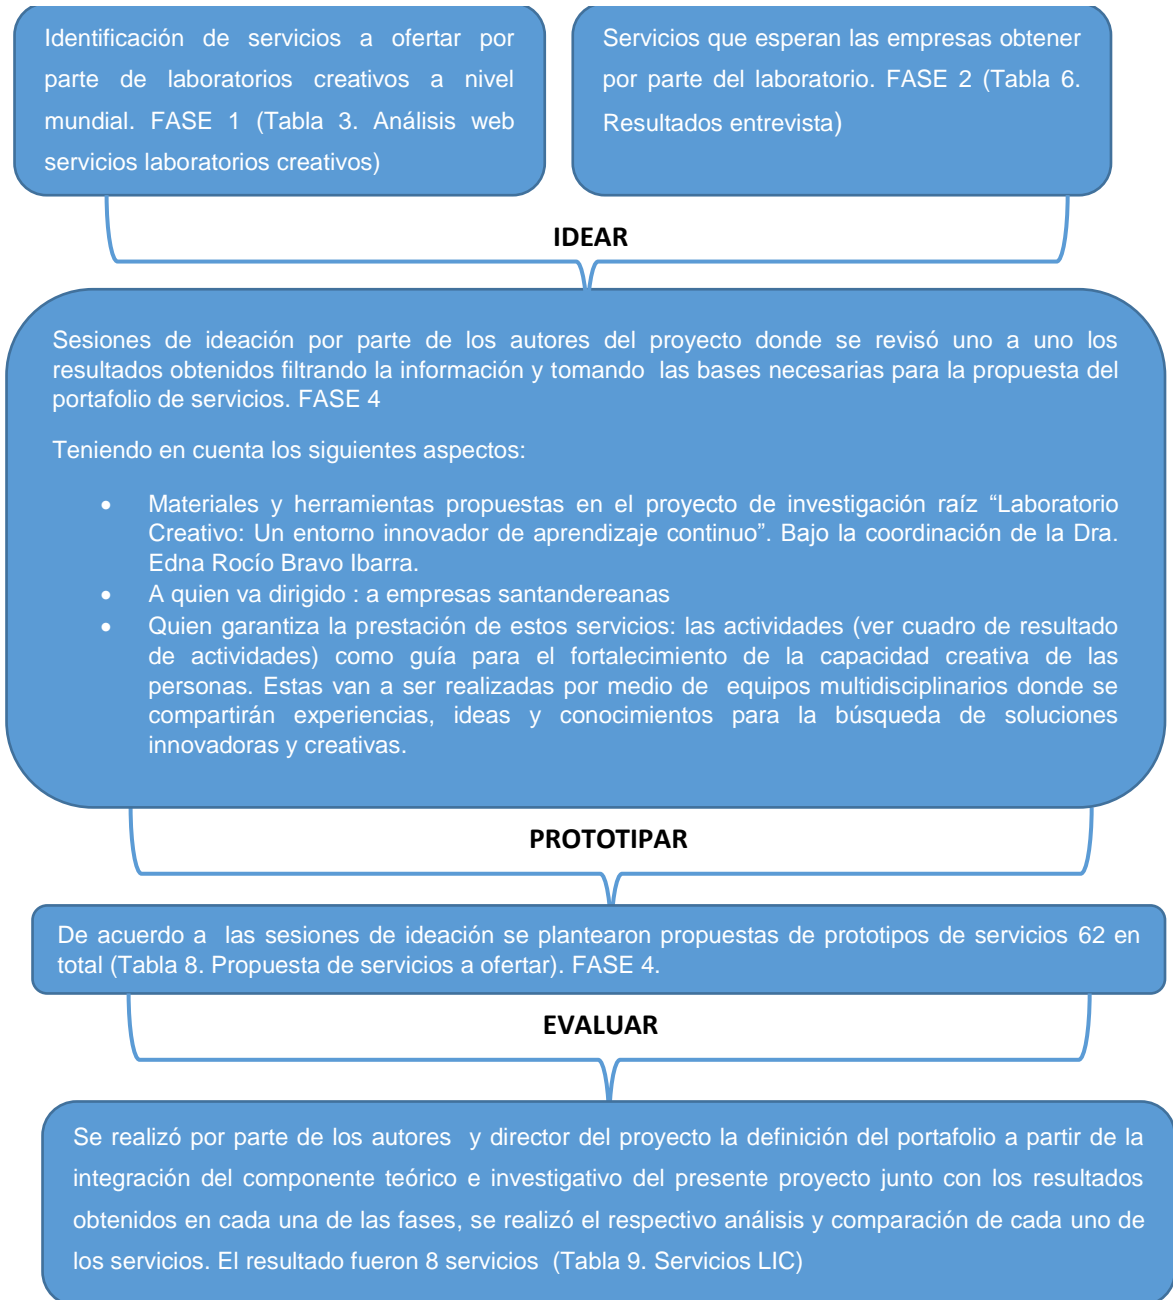 Identificación de servicios a ofertar por
parte de laboratorios creativos a nivel
mundial. FASE 1 (Tabla 3. Análisis web
servicios laboratorios creativos)
Servicios que esperan las empresas obtener
por parte del laboratorio. FASE 2 (Tabla 6.
Resultados entrevista)
IDEAR
Sesiones de ideación por parte de los autores del proyecto donde se revisó uno a uno los
resultados obtenidos filtrando la información y tomando las bases necesarias para la propuesta del
portafolio de servicios. FASE 4
Teniendo en cuenta los siguientes aspectos:
• Materiales y herramientas propuestas en el proyecto de investigación raíz “Laboratorio
Creativo: Un entorno innovador de aprendizaje continuo”. Bajo la coordinación de la Dra.
Edna Rocío Bravo Ibarra.
• A quien va dirigido : a empresas santandereanas
• Quien garantiza la prestación de estos servicios: las actividades (ver cuadro de resultado
de actividades) como guía para el fortalecimiento de la capacidad creativa de las
personas. Estas van a ser realizadas por medio de equipos multidisciplinarios donde se
compartirán experiencias, ideas y conocimientos para la búsqueda de soluciones
innovadoras y creativas.
PROTOTIPAR
De acuerdo a las sesiones de ideación se plantearon propuestas de prototipos de servicios 62 en
total (Tabla 8. Propuesta de servicios a ofertar). FASE 4.
EVALUAR
Se realizó por parte de los autores y director del proyecto la definición del portafolio a partir de la
integración del componente teórico e investigativo del presente proyecto junto con los resultados
obtenidos en cada una de las fases, se realizó el respectivo análisis y comparación de cada uno de
los servicios. El resultado fueron 8 servicios (Tabla 9. Servicios LIC)